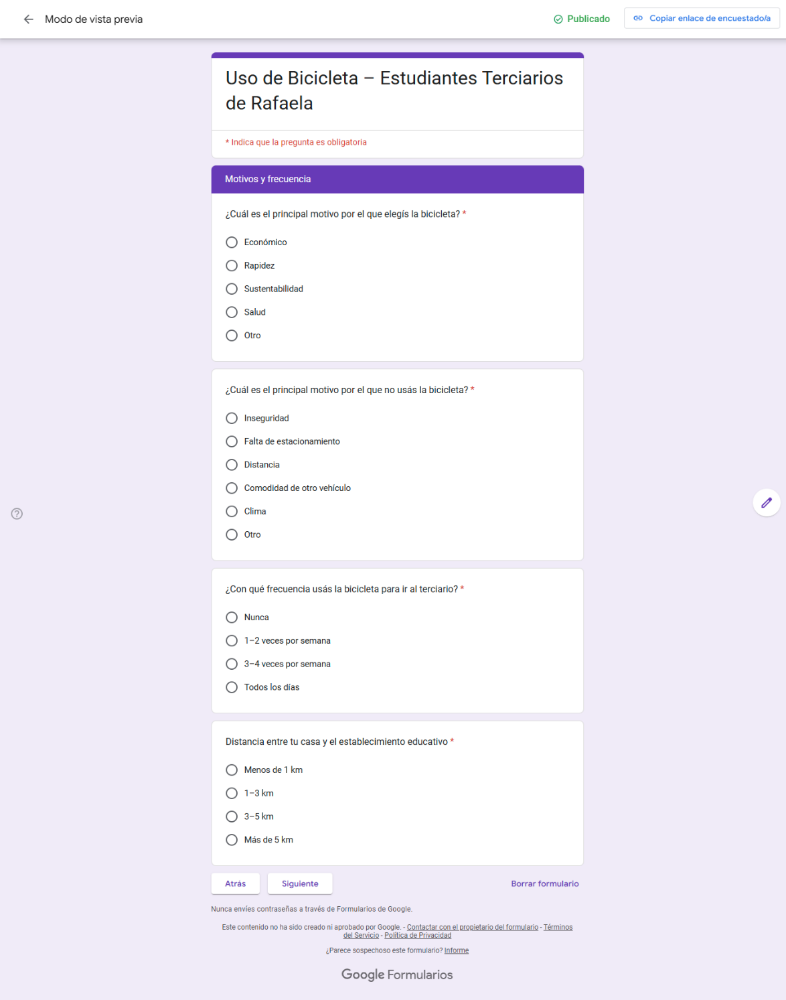 Modo de vista previa
Publicado
Copiar enlace de encuestado/a
Uso de Bicicleta – Estudiantes Terciarios
de Rafaela
* Indica que la pregunta es obligatoria
Motivos y frecuencia
¿Cuál es el principal motivo por el que elegís la bicicleta? *
Económico
Rapidez
Sustentabilidad
Salud
Otro
¿Cuál es el principal motivo por el que no usás la bicicleta? *
Inseguridad
Falta de estacionamiento
Distancia
Comodidad de otro vehículo
Clima
Otro
¿Con qué frecuencia usás la bicicleta para ir al terciario? *
Nunca
1–2 veces por semana
3–4 veces por semana
Todos los días
Distancia entre tu casa y el establecimiento educativo *
Menos de 1 km
1–3 km
3–5 km
Más de 5 km
Atrás
Siguiente
Borrar formulario
Nunca envíes contraseñas a través de Formularios de Google.
Este contenido no ha sido creado ni aprobado por Google. - Contactar con el propietario del formulario - Términos
del Servicio - Política de Privacidad
¿Parece sospechoso este formulario? Informe
Google Formularios